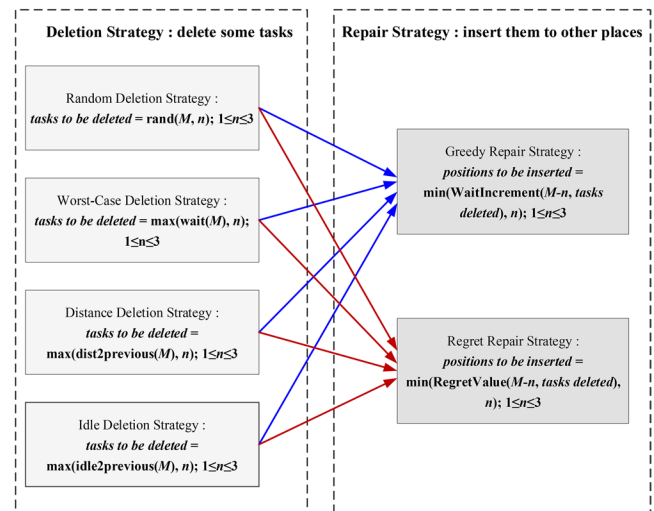 Deletion Strategy : delete some tasks
Random Deletion Strategy :
tasks to be deleted = rand(M, n); 1≤n≤3
Worst-Case Deletion Strategy :
tasks to be deleted = max(wait(M), n);
1≤n≤3
Distance Deletion Strategy :
tasks to be deleted =
max(dist2previous(M), n); 1≤n≤3
Idle Deletion Strategy :
tasks to be deleted =
max(idle2previous(M), n); 1≤n≤3
Repair Strategy : insert them to other places
Greedy Repair Strategy :
positions to be inserted =
min(WaitIncrement(M-n, tasks
deleted), n); 1≤n≤3
Regret Repair Strategy :
positions to be inserted =
min(RegretValue(M-n, tasks deleted),
n); 1≤n≤3